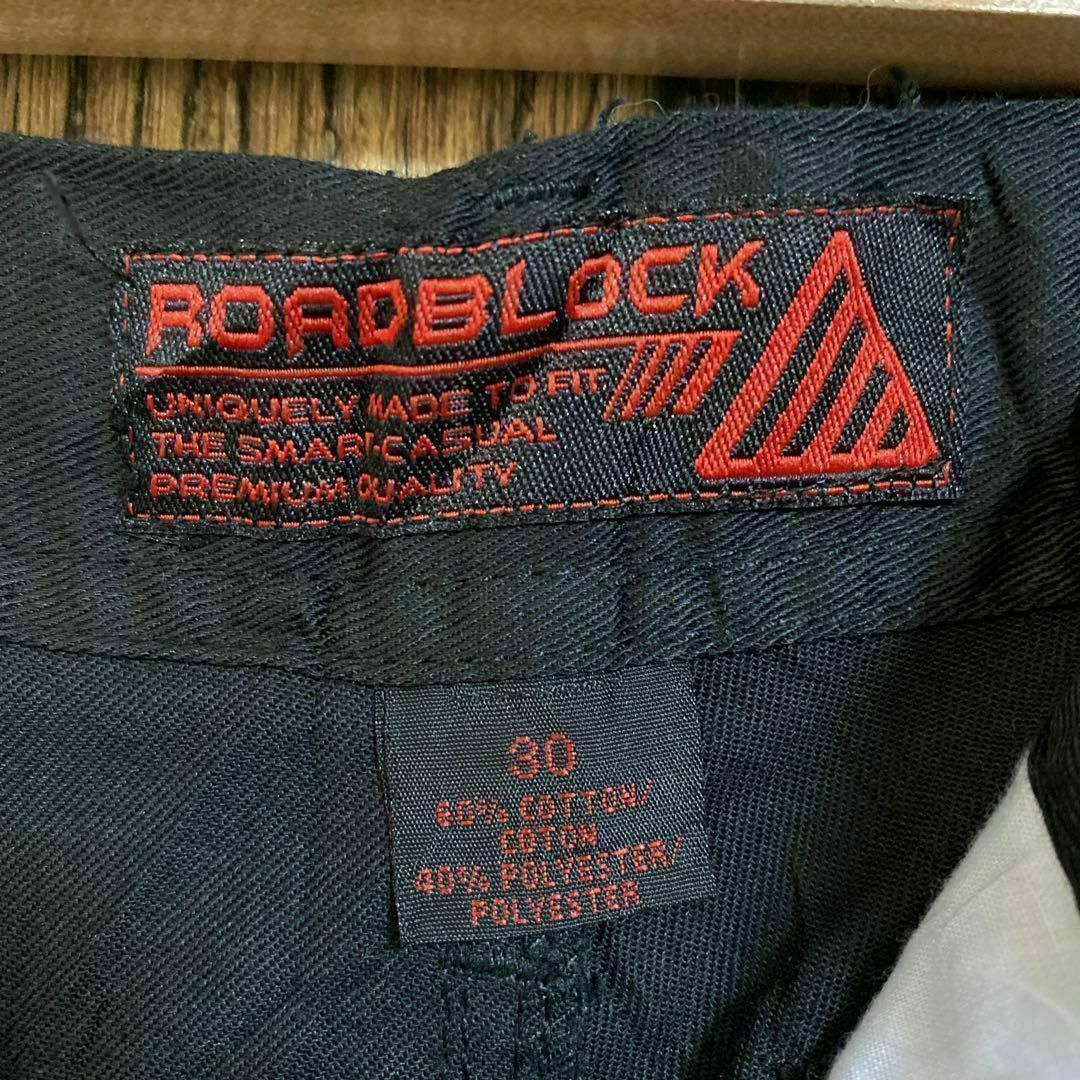 ROADBLOCK
UNIQUELY MADE TO FIT
THE SMART CASUAL
PREMIUM QUALITY
30
60% COTTON/
COTON
40% POLYESTER/
POLYESTER